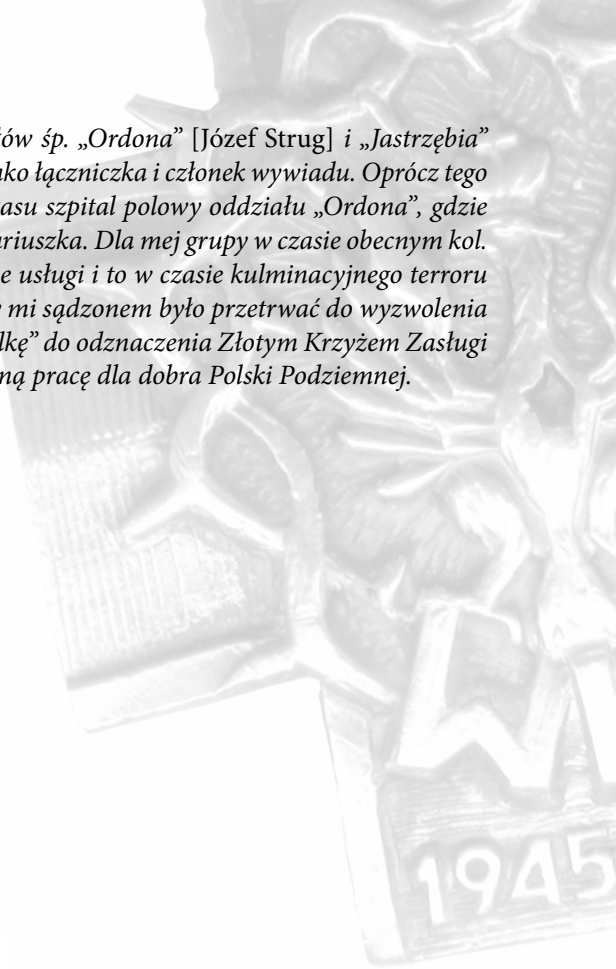 ów śp. „Ordona” [Józef Strug] i „Jastrzębia”
ako łączniczka i członek wywiadu. Oprócz tego
asu szpital polowy oddziału „Ordona”, gdzie
riuszka. Dla mej grupy w czasie obecnym kol.
e usługi i to w czasie kulminacyjnego terroru
mi sądzonem było przetrwać do wyzwolenia
lkę” do odznaczenia Złotym Krzyżem Zasługi
ną pracę dla dobra Polski Podziemnej.
1945